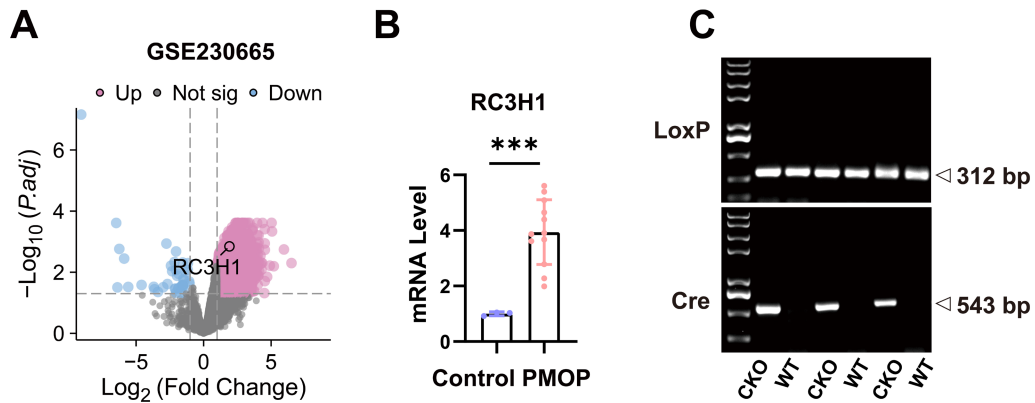 A
GSE230665
Up Not sig Down
−Log10 (P.adj)
6
4
2
0
RC3H1
−5 0 5
Log2 (Fold Change)
B
RC3H1
***
mRNA Level
6
4
2
0
Control PMOP
C
LoxP
312 bp
Cre
543 bp
CKO WT CKO WT CKO WT